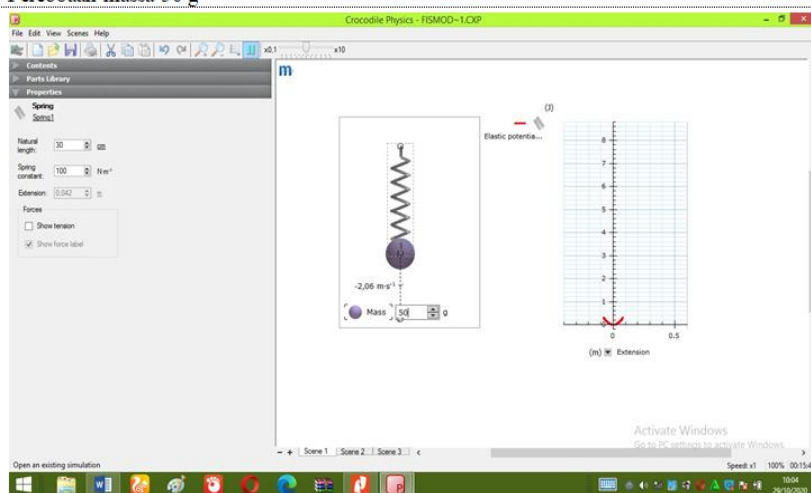 Crocodile Physics - FISMOD~1.CXP
File Edit View Scenes Help
x0,1 x10
Contents
Parts Library
Properties
Spring
Spring1
Natural length: 30 cm
Spring constant: 100 N·m⁻¹
Extension: 0,042 m
Forces
Show tension
Show force label
m
(J)
Elastic potentia...
8
7
6
5
4
3
2
1
0 0.5
(m) Extension
-2,06 m·s⁻¹
Mass 50 g
Activate Windows
Go to PC settings to activate Windows.
Scene 1 Scene 2 Scene 3
Open an existing simulation
Speed: x1 100% 00:15:4
10:04
29/10/2020